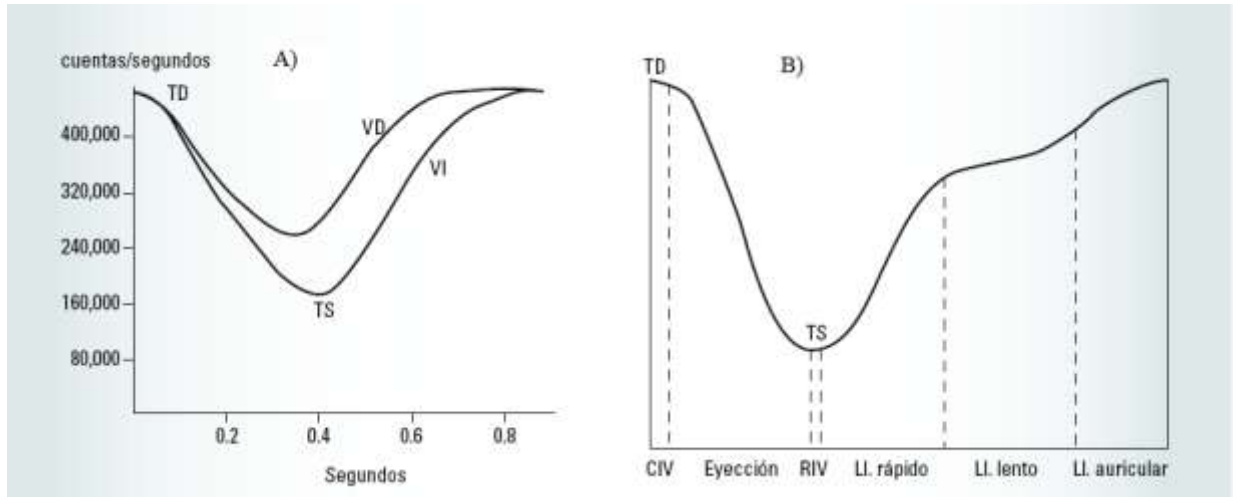 cuentas/segundos
A)
TD
VD
VI
TS
400,000
320,000
240,000
160,000
80,000
0.2 0.4 0.6 0.8
Segundos
B)
TD
TS
CIV Eyección RIV Ll. rápido Ll. lento Ll. auricular